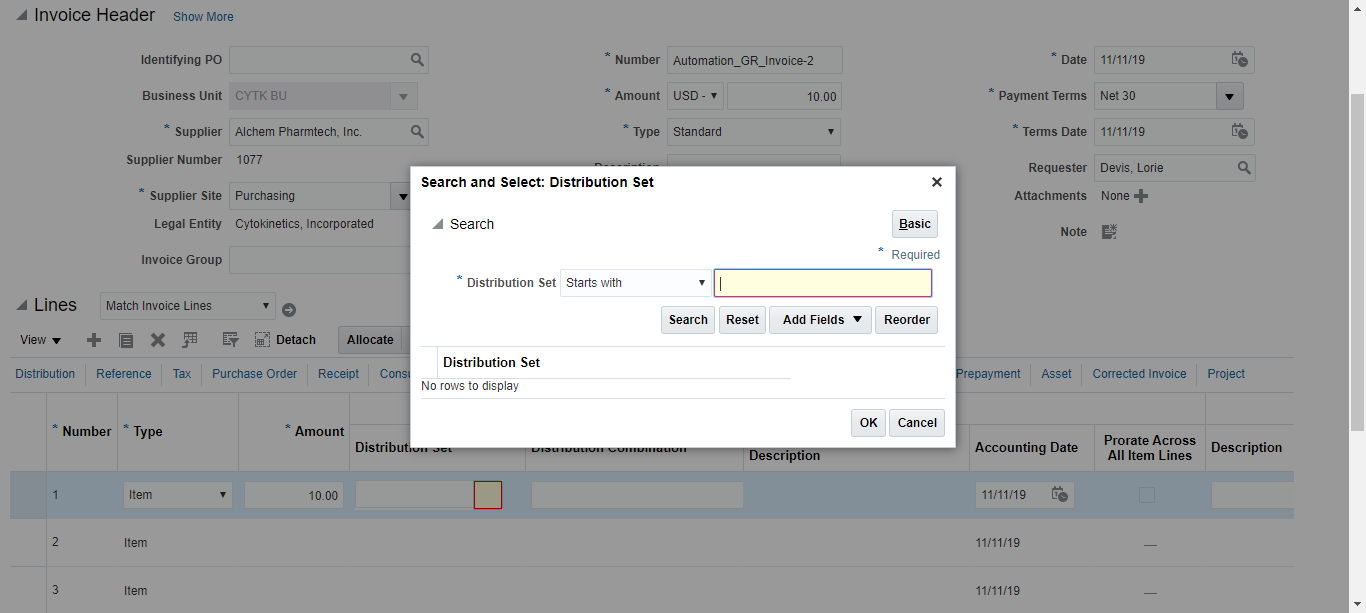 Invoice Header Show More
Identifying PO
* Number Automation_GR_Invoice-2
* Date 11/11/19
Business Unit CYTK BU
* Amount USD - 10.00
* Payment Terms Net 30
* Supplier Alchem Pharmtech, Inc.
* Type Standard
* Terms Date 11/11/19
Supplier Number 1077
Description
Requester Devis, Lorie
* Supplier Site Purchasing
Attachments None
Legal Entity Cytokinetics, Incorporated
Note
Invoice Group
Search and Select: Distribution Set
Search
Basic
* Required
* Distribution Set Starts with
Search Reset Add Fields Reorder
Distribution Set
No rows to display
OK Cancel
Lines Match Invoice Lines
View Detach Allocate
Distribution Reference Tax Purchase Order Receipt Prepayment Asset Corrected Invoice Project
* Number * Type * Amount Distribution Set Distribution Combination Description Accounting Date Prorate Across All Item Lines Description
1 Item 10.00 11/11/19
2 Item 11/11/19 —
3 Item 11/11/19 —